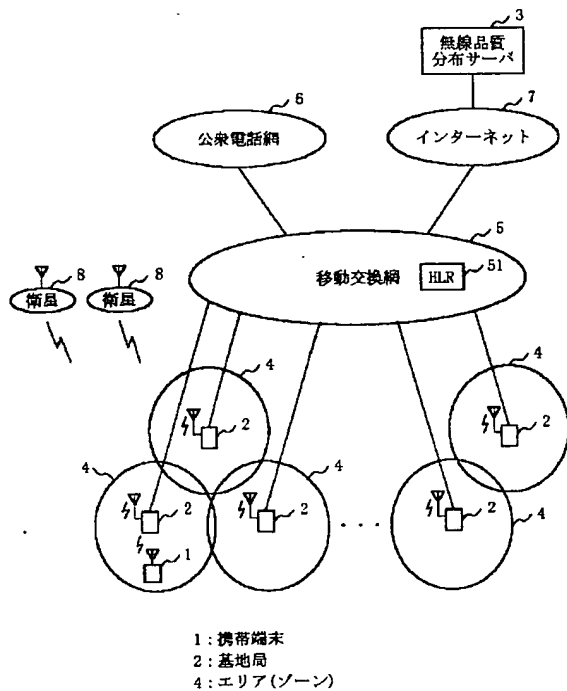 3
無線品質
分布サーバ
6
7
公衆電話網
インターネット
5
移動交換網
HLR
51
8
8
衛星
衛星
4
4
2
2
4
4
2
2
2
4
1
1:携帯端末
2:基地局
4:エリア(ゾーン)